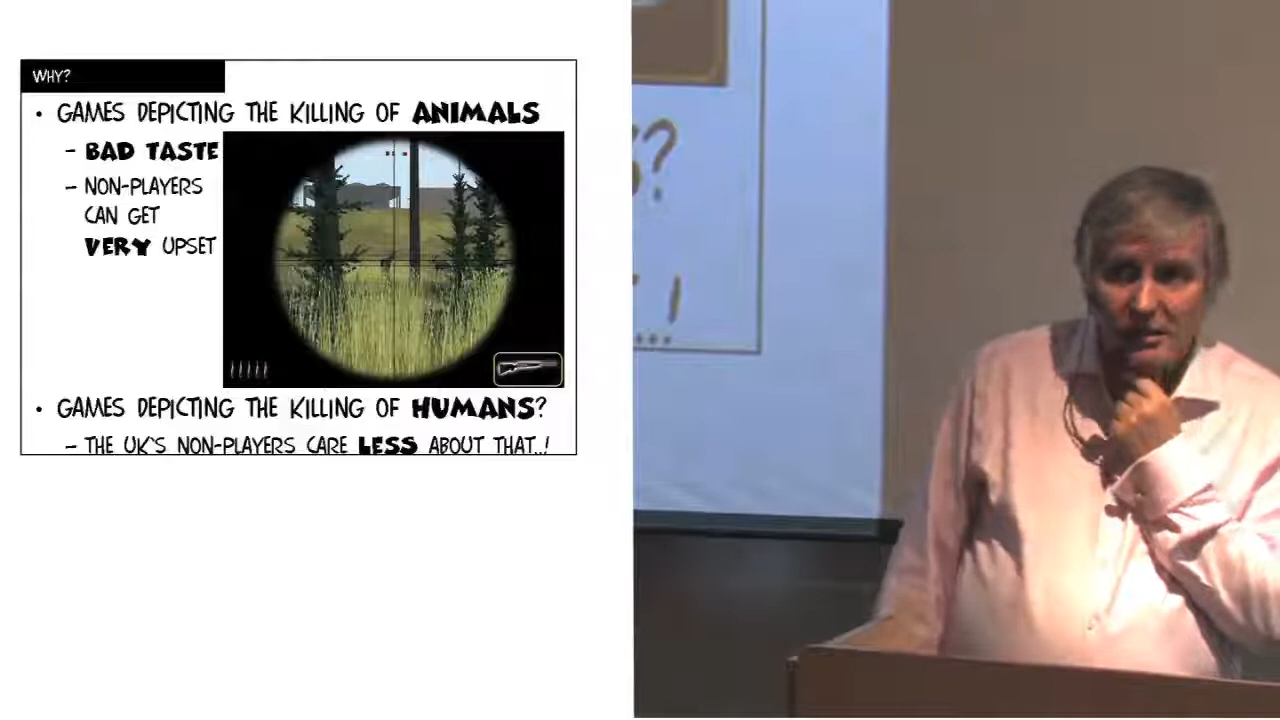 WHY?
• GAMES DEPICTING THE KILLING OF ANIMALS
– BAD TASTE
– NON-PLAYERS
CAN GET
VERY UPSET
• GAMES DEPICTING THE KILLING OF HUMANS?
– THE UK'S NON-PLAYERS CARE LESS ABOUT THAT..!